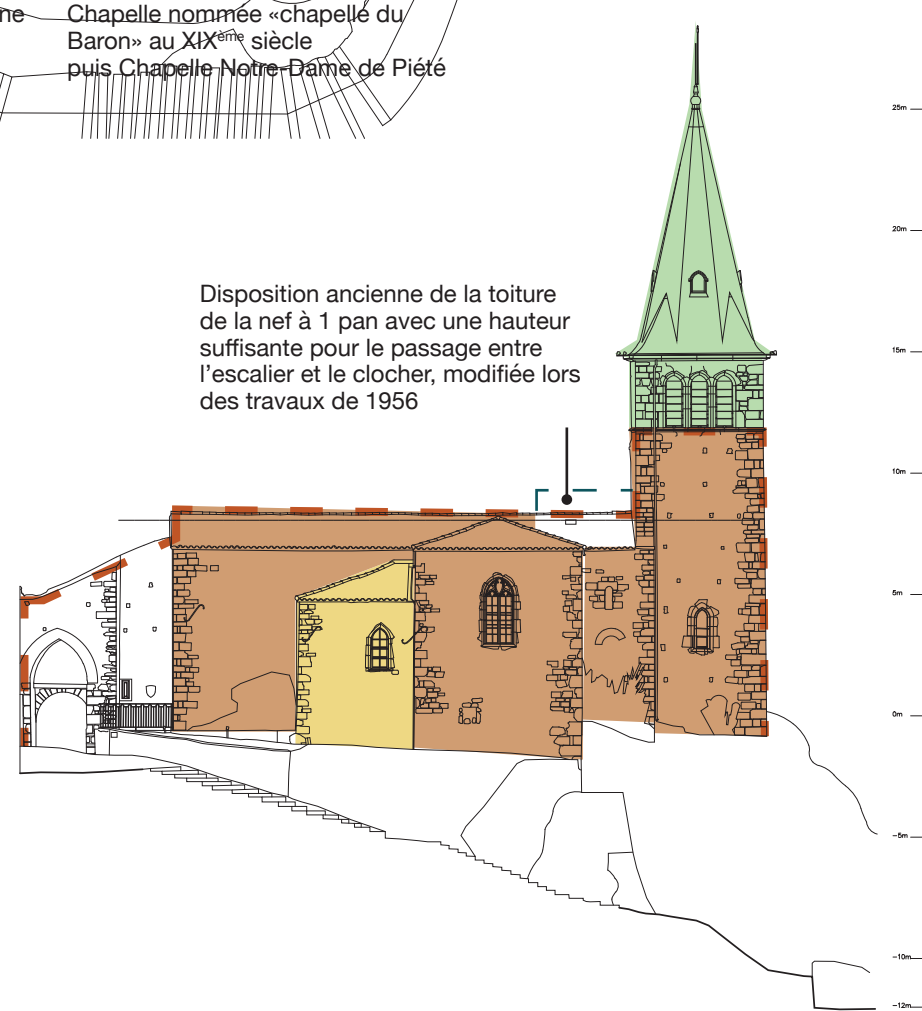 ne
Chapelle nommée «chapelle du
Baron» au XIXème siècle
puis Chapelle Notre-Dame de Piété
Disposition ancienne de la toiture
de la nef à 1 pan avec une hauteur
suffisante pour le passage entre
l’escalier et le clocher, modifiée lors
des travaux de 1956
25m
20m
15m
10m
5m
0m
-5m
-10m
-12m